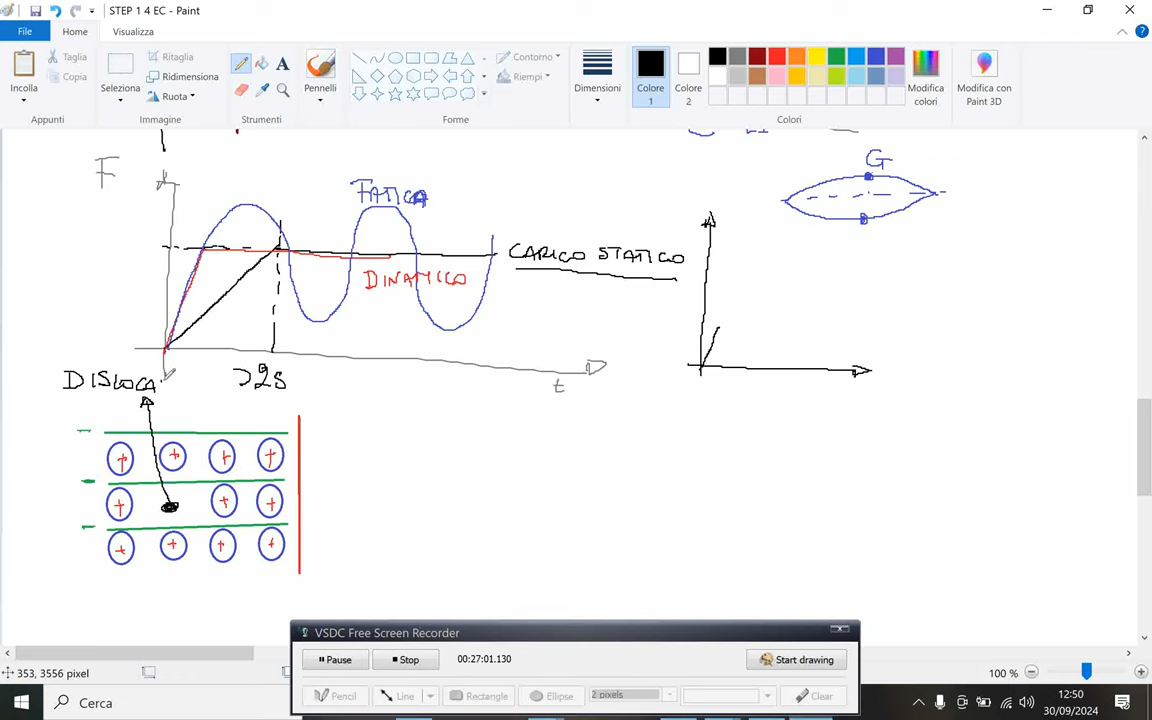 STEP 1 4 EC - Paint
File
Home
Visualizza
Incolla
Taglia
Copia
Appunti
Seleziona
Ritaglia
Ridimensiona
Ruota
Immagine
A
Strumenti
Pennelli
Contorno
Riempi
Forme
Dimensioni
Colore 1
Colore 2
Modifica colori
Colori
Modifica con Paint 3D
F
FATICA
G
CARICO STATICO
DINAMICO
DISLOCA
>2S
t
+ + + +
+ + +
+ + + +
VSDC Free Screen Recorder
Pause
Stop
00:27:01.130
Start drawing
Pencil
Line
Rectangle
Ellipse
2 pixels
Clear
353, 3556 pixel
100 %
Cerca
12:50
30/09/2024